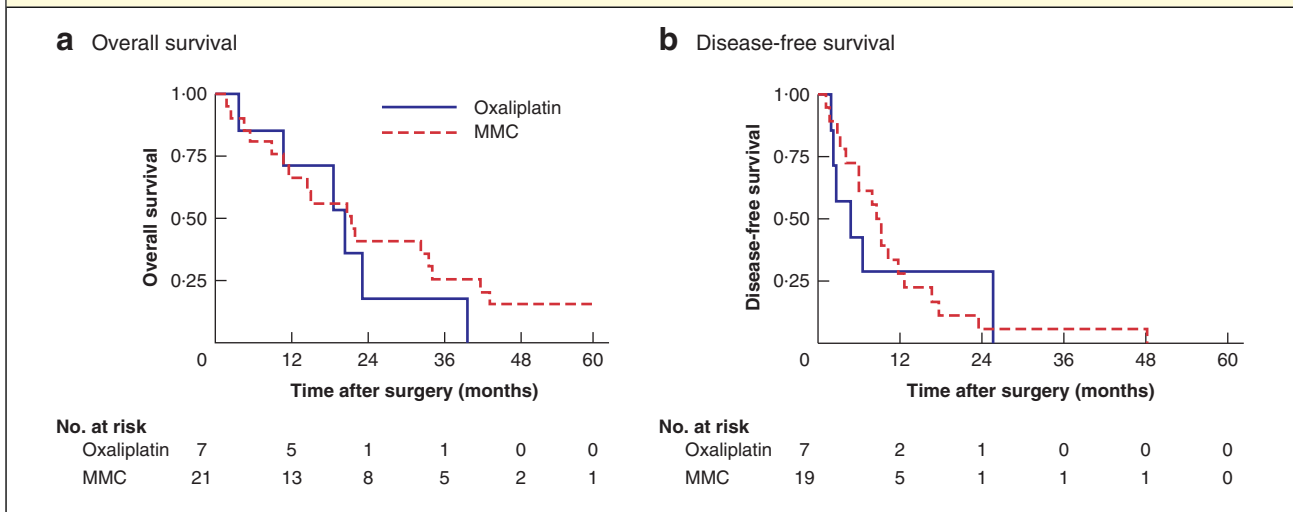 a Overall survival
1·00
0·75
0·50
0·25
0
12
24
36
48
60
Overall survival
Time after surgery (months)
Oxaliplatin
MMC
No. at risk
Oxaliplatin 7 5 1 1 0 0
MMC 21 13 8 5 2 1
b Disease-free survival
1·00
0·75
0·50
0·25
0
12
24
36
48
60
Disease-free survival
Time after surgery (months)
No. at risk
Oxaliplatin 7 2 1 0 0 0
MMC 19 5 1 1 1 0